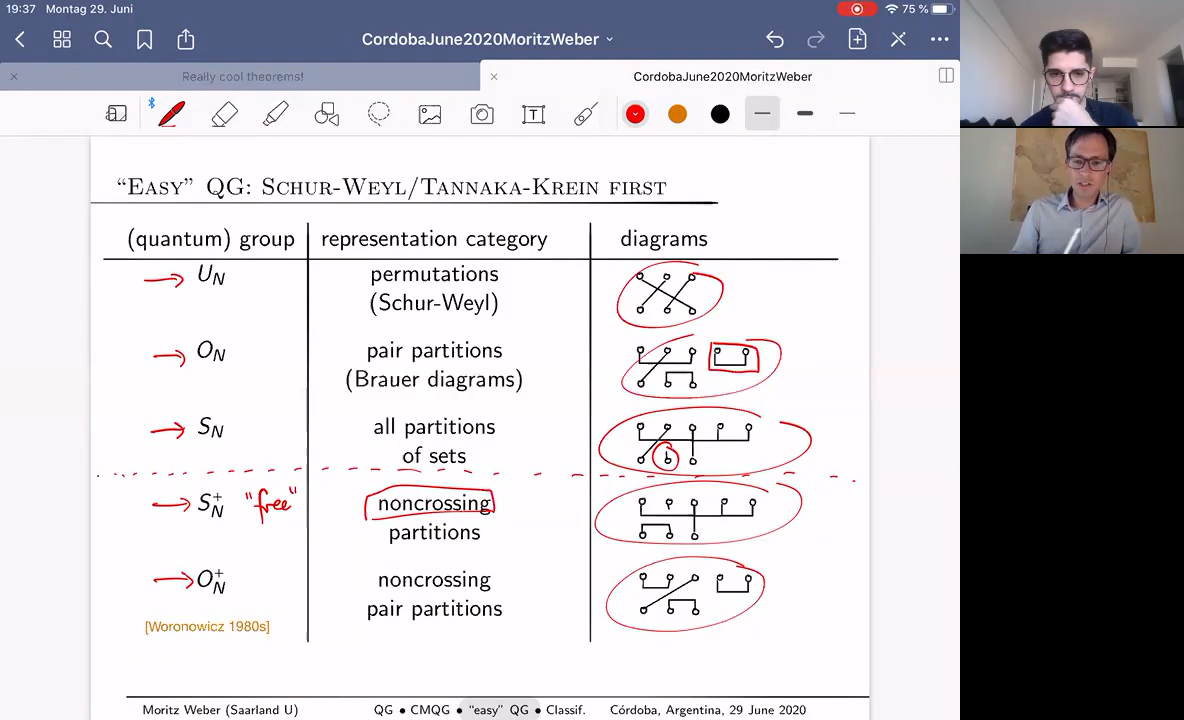 19:37 Montag 29. Juni
75 %
CordobaJune2020MoritzWeber
Really cool theorems!
CordobaJune2020MoritzWeber
T
"EASY" QG: SCHUR-WEYL/TANNAKA-KREIN FIRST
(quantum) group representation category diagrams
→ U_N permutations
(Schur-Weyl)
→ O_N pair partitions
(Brauer diagrams)
→ S_N all partitions
of sets
→ S_N^+ "free" noncrossing
partitions
→ O_N^+ noncrossing
pair partitions
[Woronowicz 1980s]
Moritz Weber (Saarland U) QG • CMQG • "easy" QG • Classif. Córdoba, Argentina, 29 June 2020